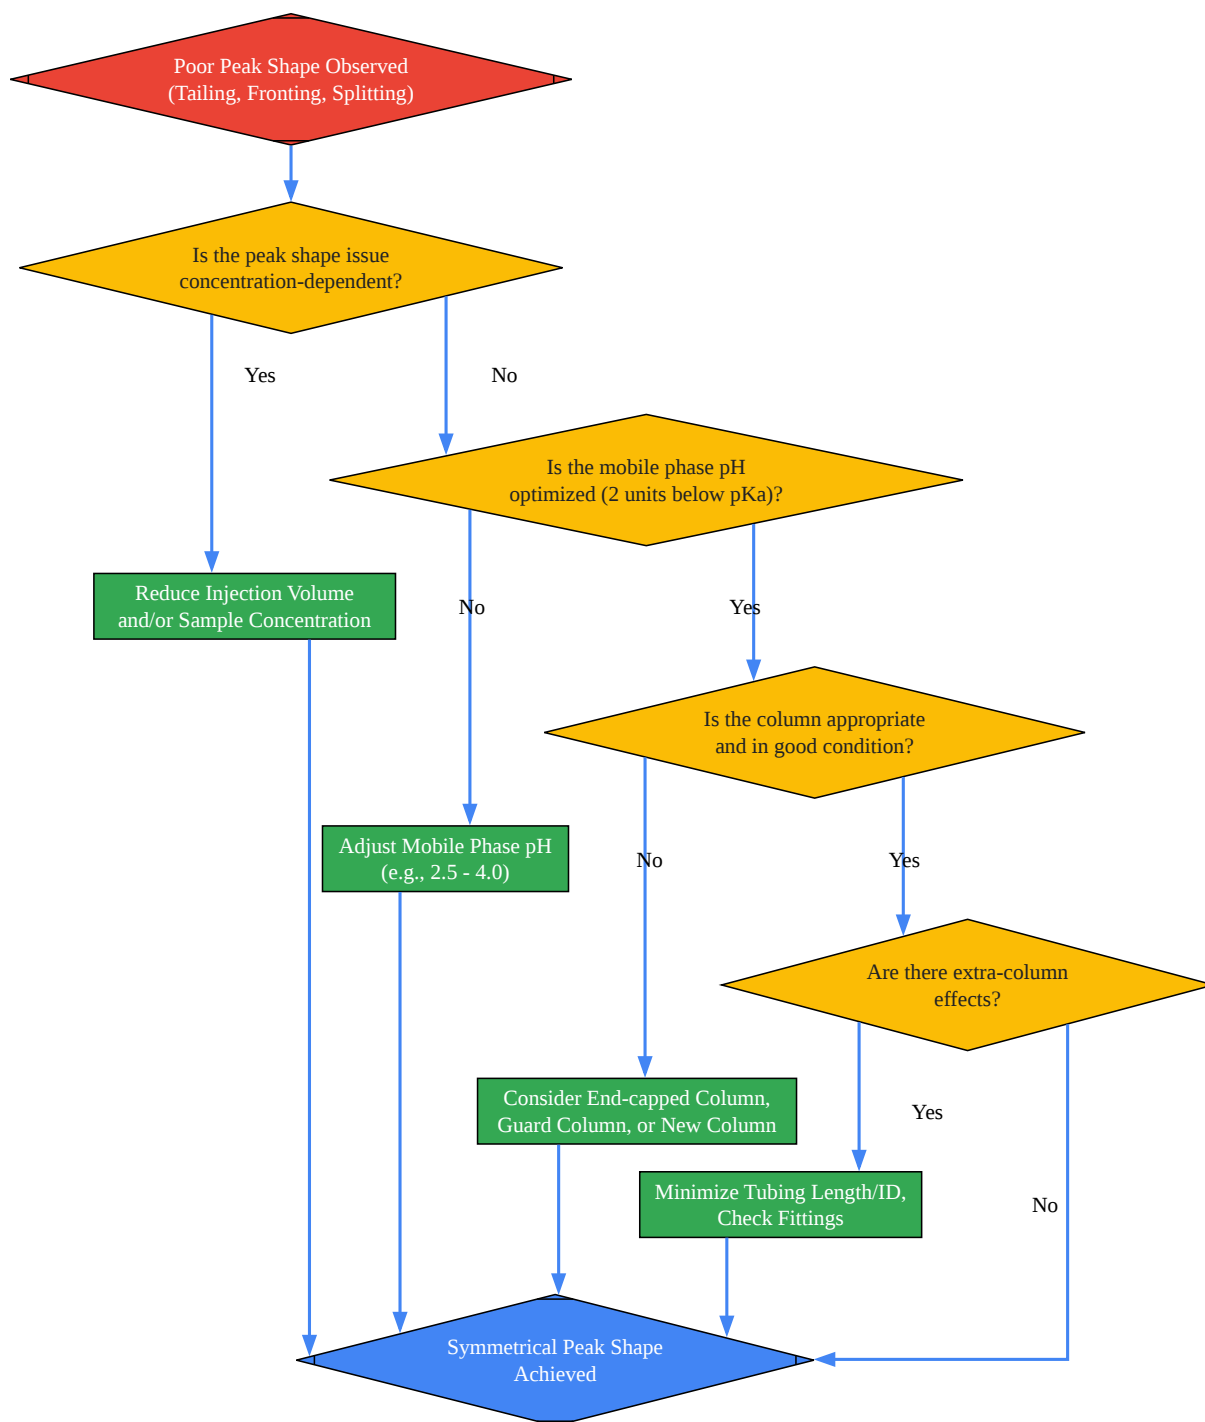 Poor Peak Shape Observed
(Tailing, Fronting, Splitting)
Is the peak shape issue
concentration-dependent?
Yes
No
Is the mobile phase pH
optimized (2 units below pKa)?
Reduce Injection Volume
and/or Sample Concentration
No
Yes
Is the column appropriate
and in good condition?
Adjust Mobile Phase pH
(e.g., 2.5 - 4.0)
No
Yes
Are there extra-column
effects?
Consider End-capped Column,
Guard Column, or New Column
Yes
Minimize Tubing Length/ID,
Check Fittings
No
Symmetrical Peak Shape
Achieved